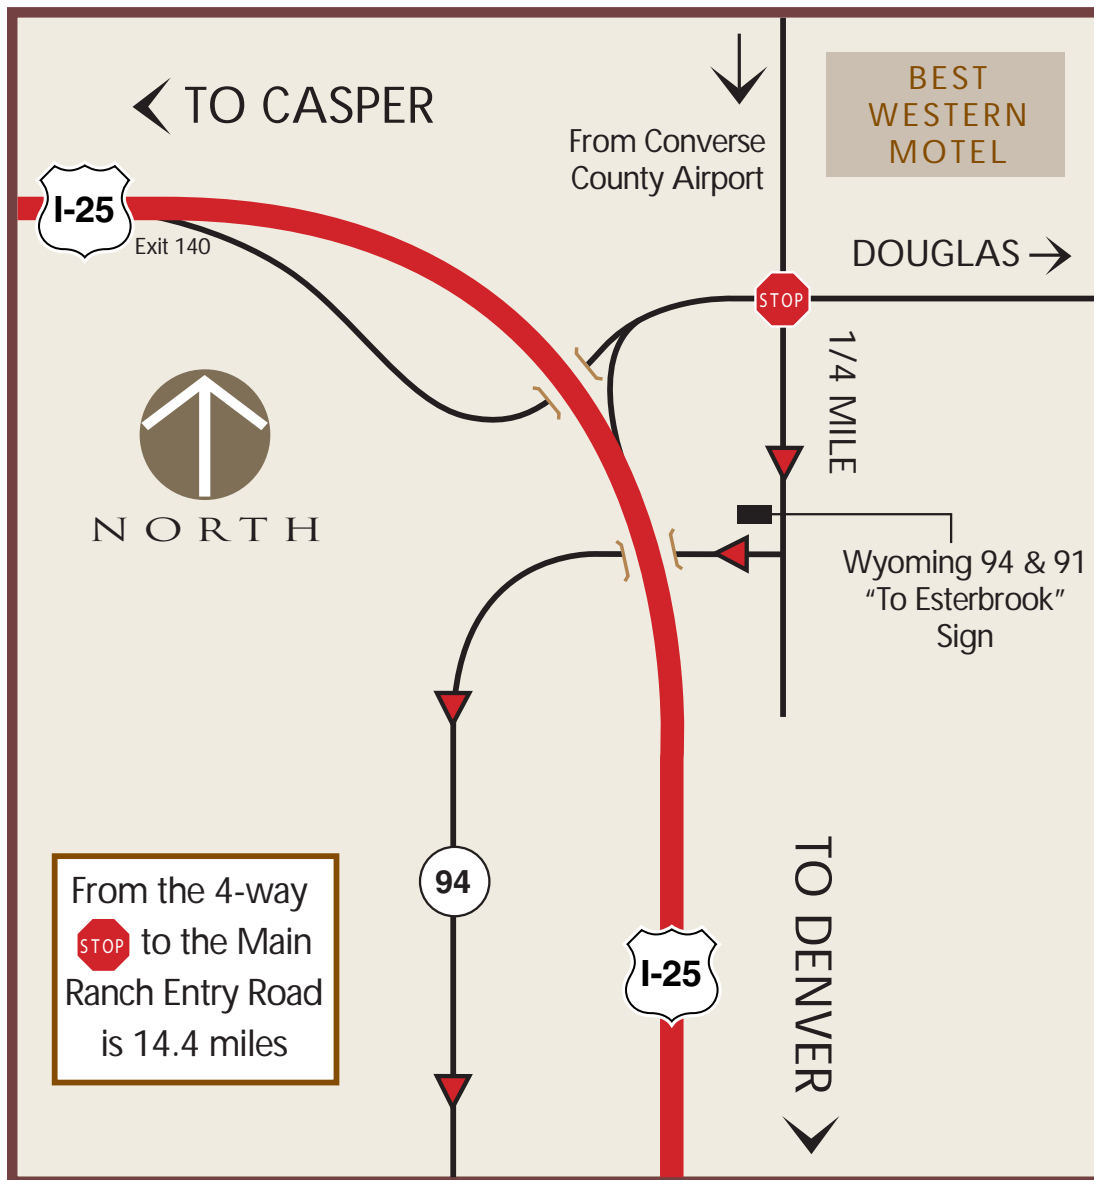 TO CASPER
From Converse
County Airport
BEST
WESTERN
MOTEL
I-25
Exit 140
DOUGLAS
STOP
1/4 MILE
NORTH
Wyoming 94 & 91
“To Esterbrook”
Sign
94
From the 4-way
STOP to the Main
Ranch Entry Road
is 14.4 miles
I-25
TO DENVER